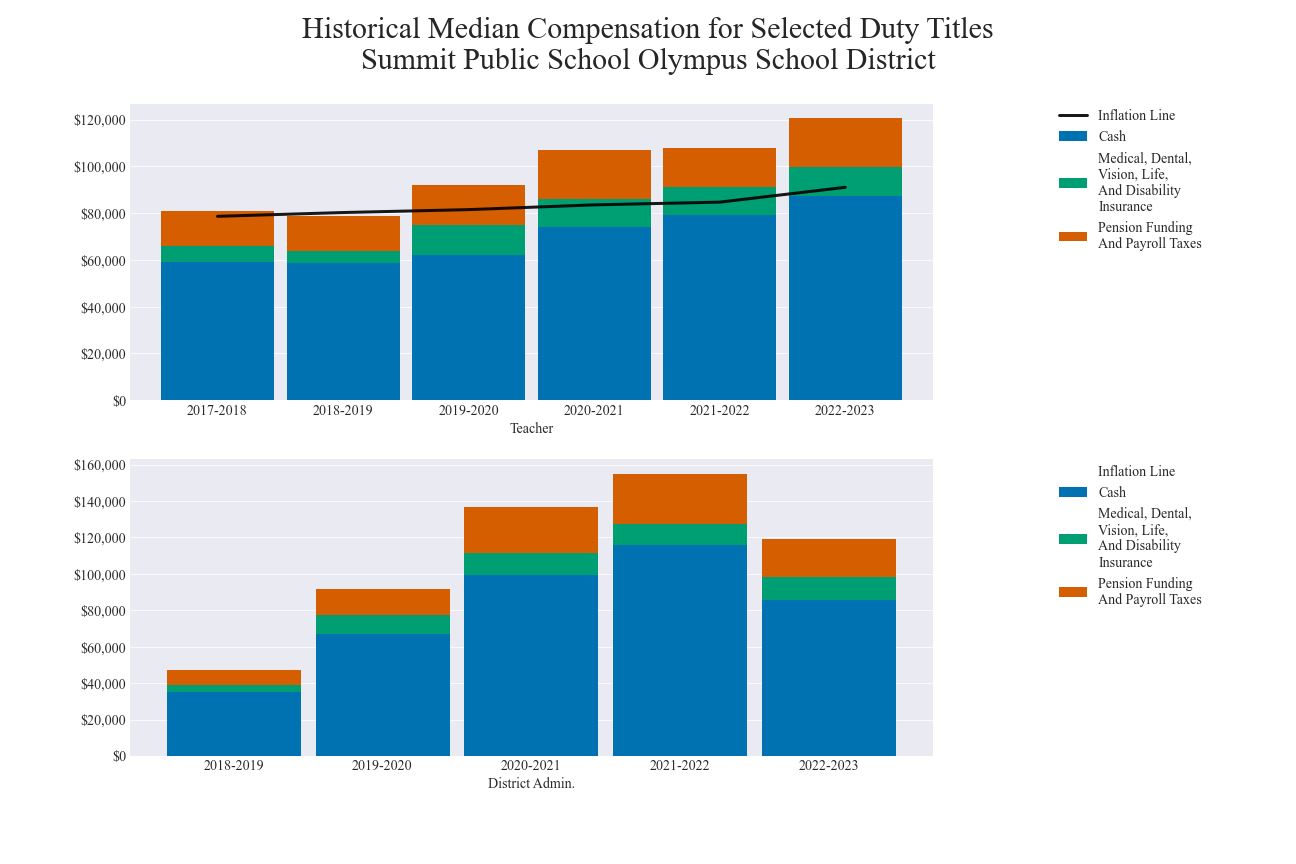 Historical Median Compensation for Selected Duty Titles
Summit Public School Olympus School District
$120,000
$100,000
$80,000
$60,000
$40,000
$20,000
$0
2017-2018
2018-2019
2019-2020
2020-2021
2021-2022
2022-2023
Teacher
Inflation Line
Cash
Medical, Dental,
Vision, Life,
And Disability
Insurance
Pension Funding
And Payroll Taxes
$160,000
$140,000
$120,000
$100,000
$80,000
$60,000
$40,000
$20,000
$0
2018-2019
2019-2020
2020-2021
2021-2022
2022-2023
District Admin.
Inflation Line
Cash
Medical, Dental,
Vision, Life,
And Disability
Insurance
Pension Funding
And Payroll Taxes